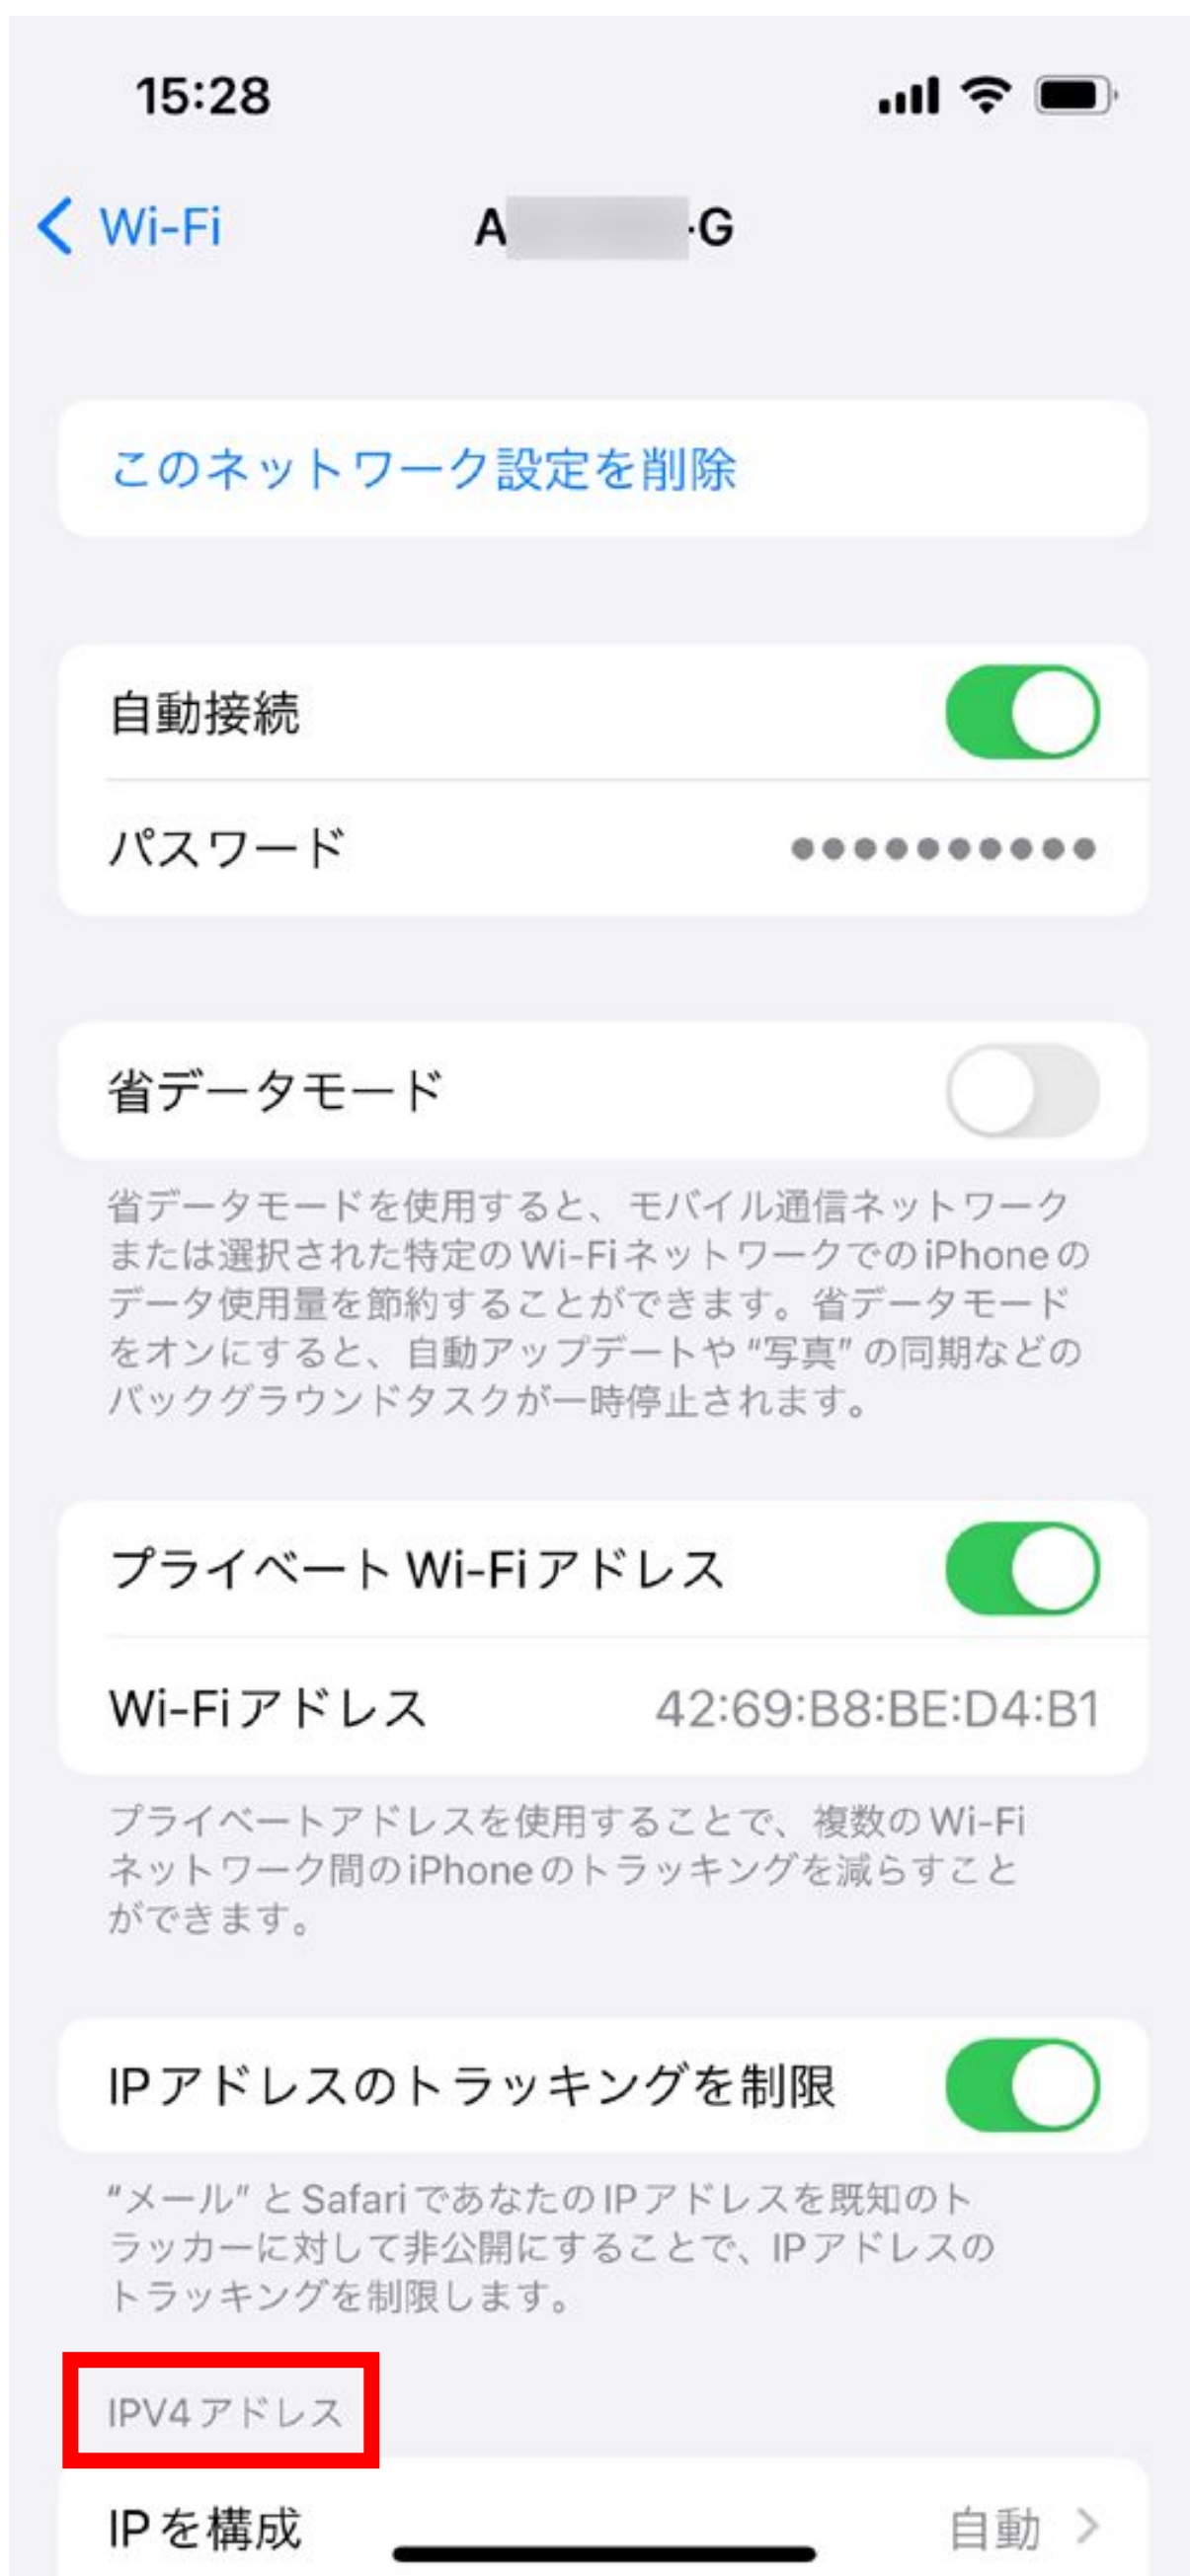 15:28
Wi-Fi
A -G
このネットワーク設定を削除
自動接続
パスワード ●●●●●●●●●●
省データモード
省データモードを使用すると、モバイル通信ネットワーク
または選択された特定のWi-FiネットワークでのiPhoneの
データ使用量を節約することができます。省データモード
をオンにすると、自動アップデートや “写真” の同期などの
バックグラウンドタスクが一時停止されます。
プライベートWi-Fiアドレス
Wi-Fiアドレス 42:69:B8:BE:D4:B1
プライベートアドレスを使用することで、複数のWi-Fi
ネットワーク間のiPhoneのトラッキングを減らすこと
ができます。
IPアドレスのトラッキングを制限
“メール” とSafariであなたのIPアドレスを既知のト
ラッカーに対して非公開にすることで、IPアドレスの
トラッキングを制限します。
IPV4アドレス
IPを構成 自動